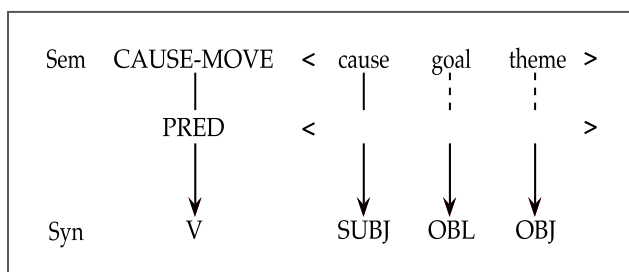 Sem CAUSE-MOVE < cause goal theme >
PRED < >
Syn V SUBJ OBL OBJ